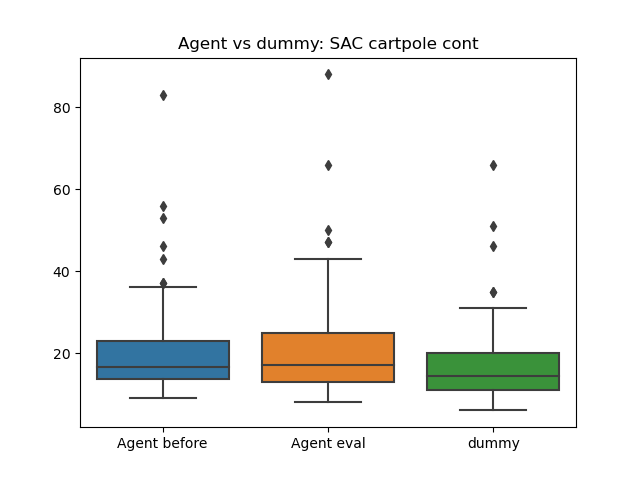 Agent vs dummy: SAC cartpole cont
80
60
40
20
Agent before
Agent eval
dummy